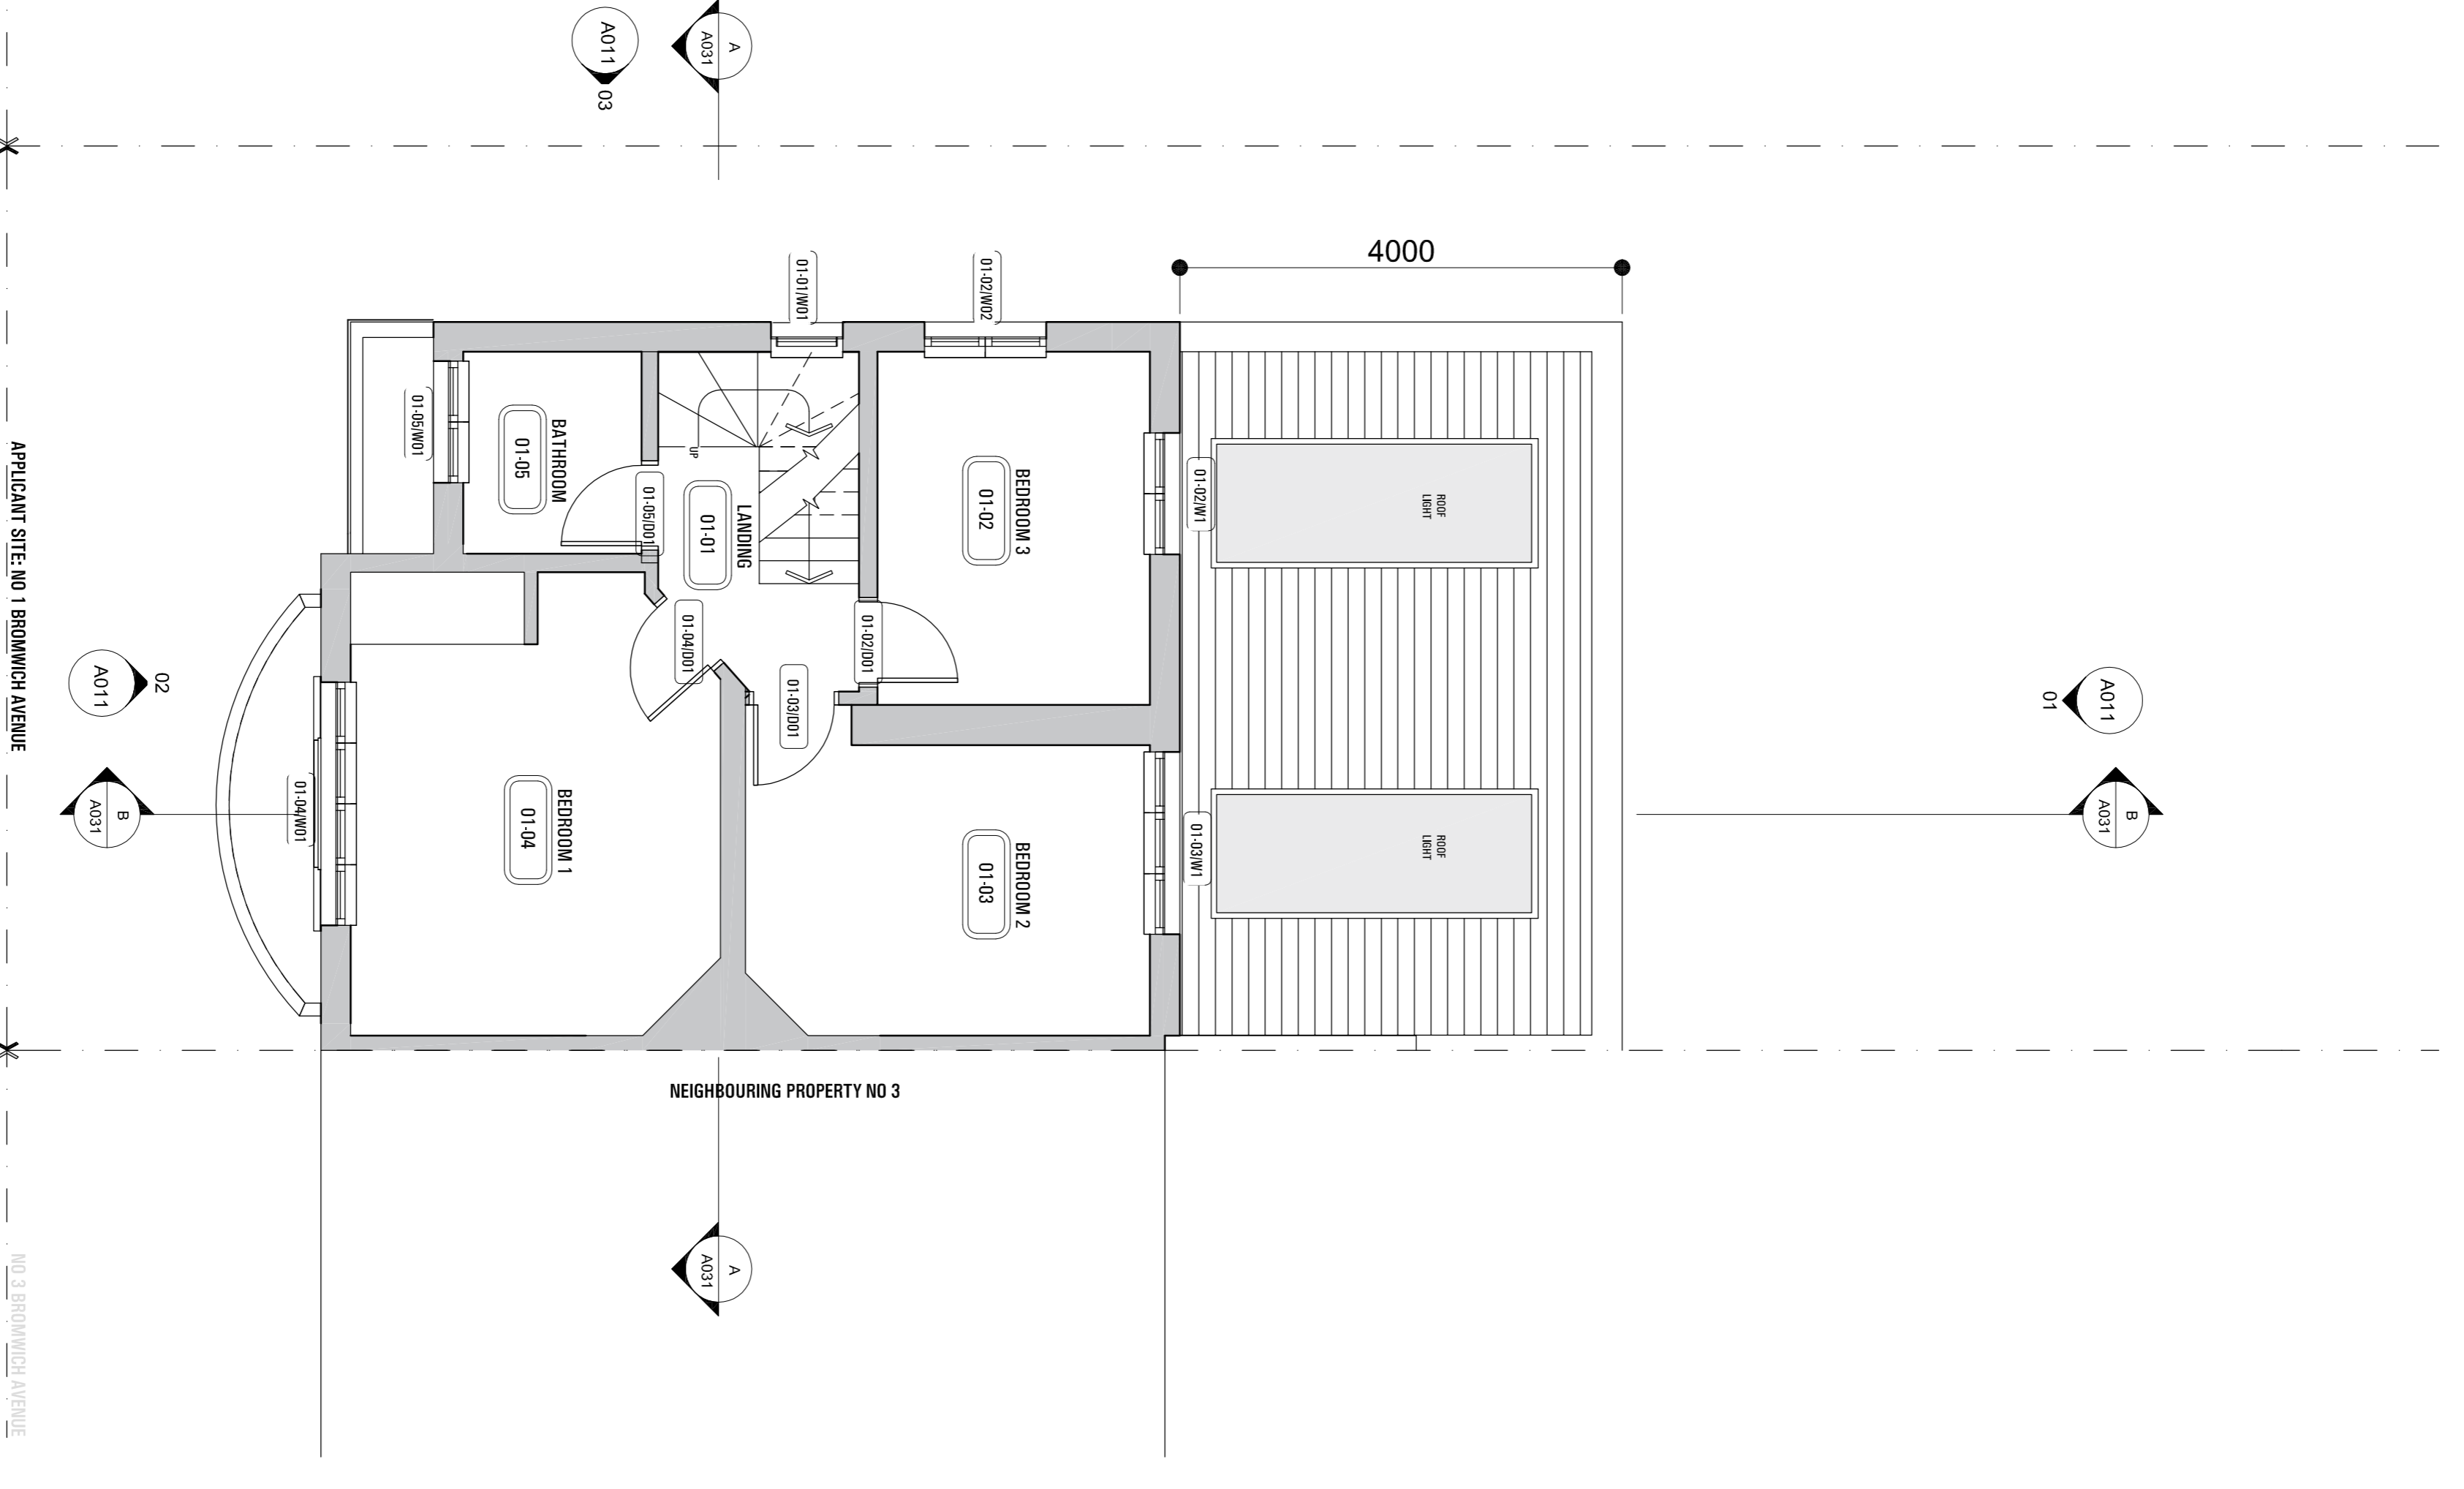 A011
03
A
A031
4000
01-01/W01
01-02/W02
01-05/W01
BATHROOM
01-05
UP
01-05/D01
LANDING
01-01
BEDROOM 3
01-02
01-02/W1
ROOF
LIGHT
01-04/D01
01-02/D01
01-03/D01
APPLICANT SITE: NO 1 BROMWICH AVENUE
A011
02
A011
01
B
A031
01-04/W01
BEDROOM 1
01-04
BEDROOM 2
01-03
01-03/W1
ROOF
LIGHT
B
A031
NEIGHBOURING PROPERTY NO 3
A
A031
NO 3 BROMWICH AVENUE